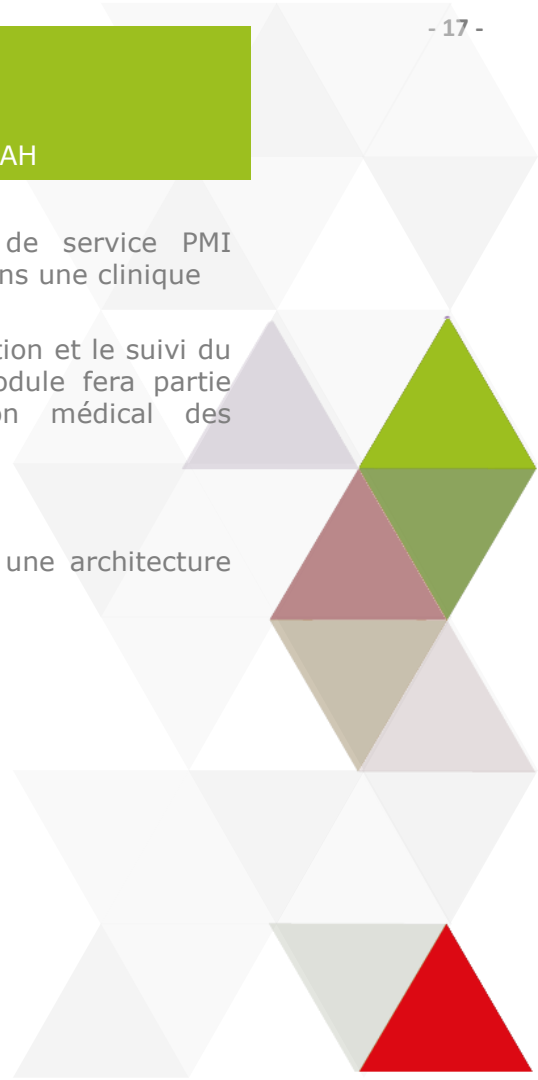 - 17 -
AH
de service PMI
ns une clinique
tion et le suivi du
odule fera partie
on médical des
une architecture